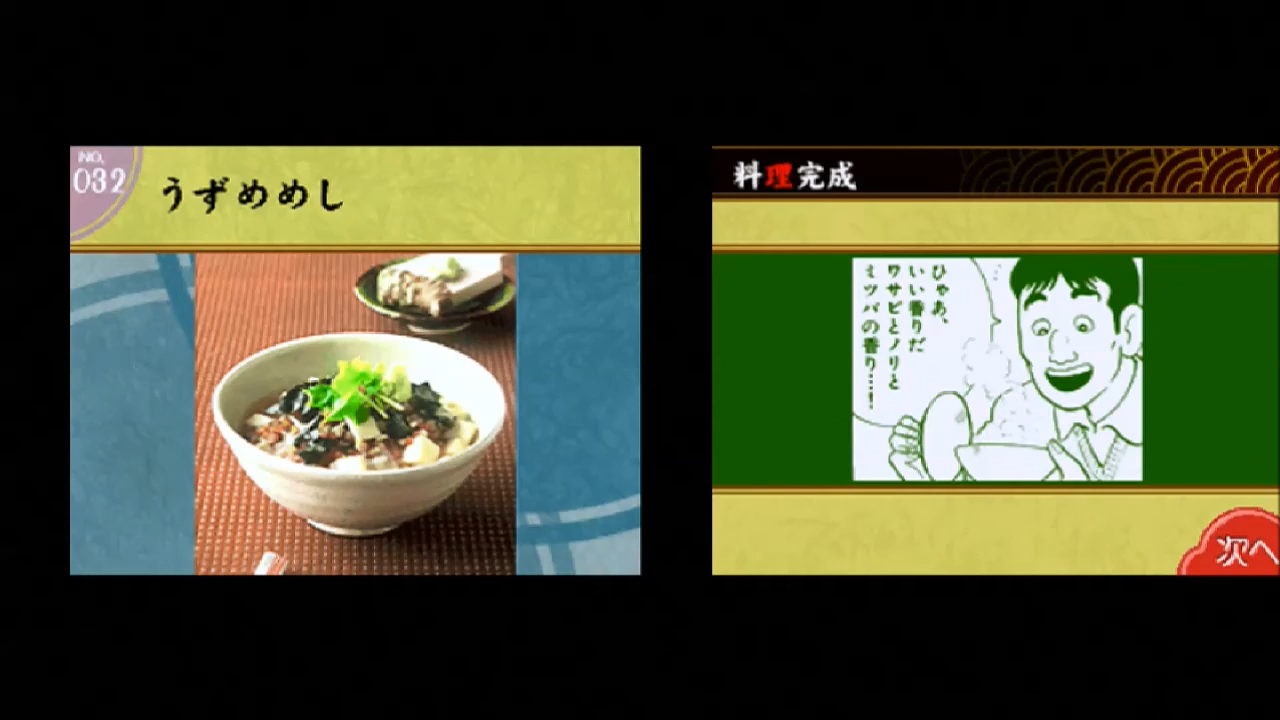 NO.
032
うずめめし
料理完成
ひゃあ、
いい香りだ
ワサビとノリと
ミツバの香り……！
次へ